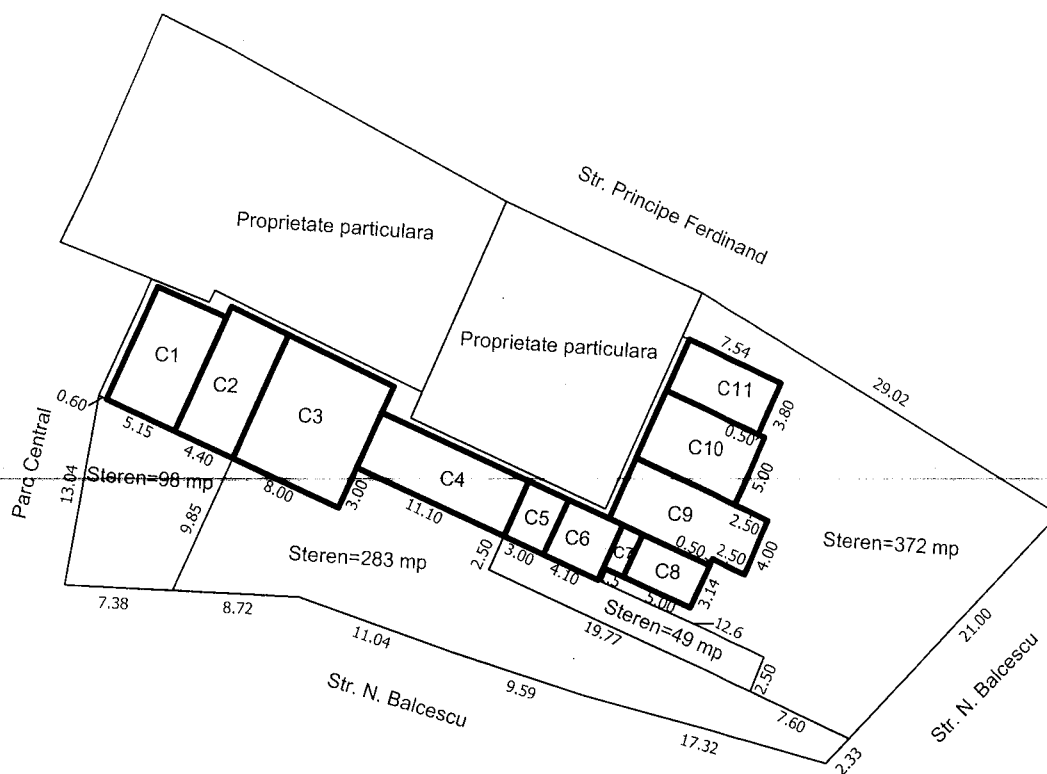 Str. Principe Ferdinand
Proprietate particulara
Proprietate particulara
C1
C2
C3
C4
C5
C6
C7
C8
C9
C10
C11
7.54
29.02
3.80
0.50
5.00
2.50
0.50
2.50
4.00
3.14
0.60
5.15
4.40
8.00
3.00
11.10
2.50
3.00
4.10
5.00
12.6
Parc Central
13.04
Steren=98 mp
9.85
Steren=283 mp
Steren=372 mp
Steren=49 mp
7.38
8.72
11.04
19.77
2.50
9.59
7.60
17.32
2.33
21.00
Str. N. Balcescu
Str. N. Balcescu